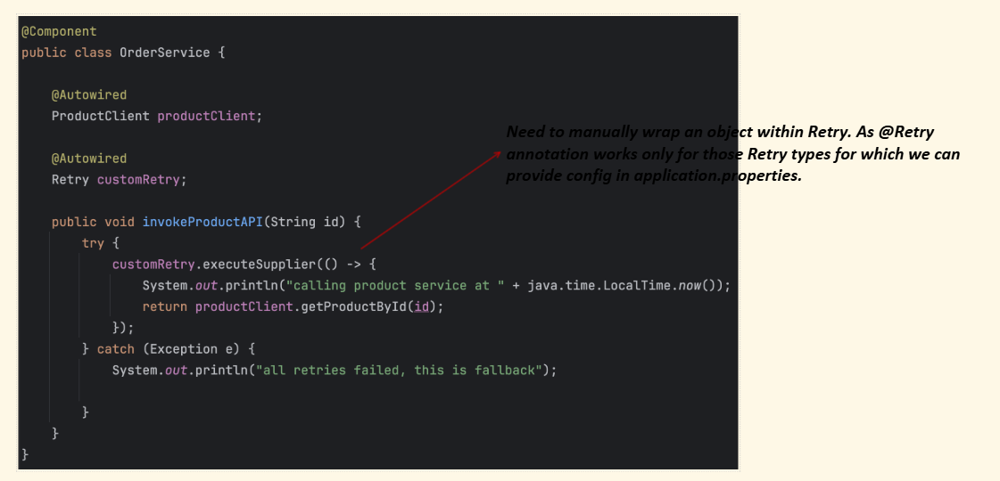 @Component
public class OrderService {
@Autowired
ProductClient productClient;
Need to manually wrap an object within Retry. As @Retry
annotation works only for those Retry types for which we can
provide config in application.properties.
@Autowired
Retry customRetry;
public void invokeProductAPI(String id) {
try {
customRetry.executeSupplier(() -> {
System.out.println("calling product service at " + java.time.LocalTime.now());
return productClient.getProductById(id);
});
} catch (Exception e) {
System.out.println("all retries failed, this is fallback");
}
}
}